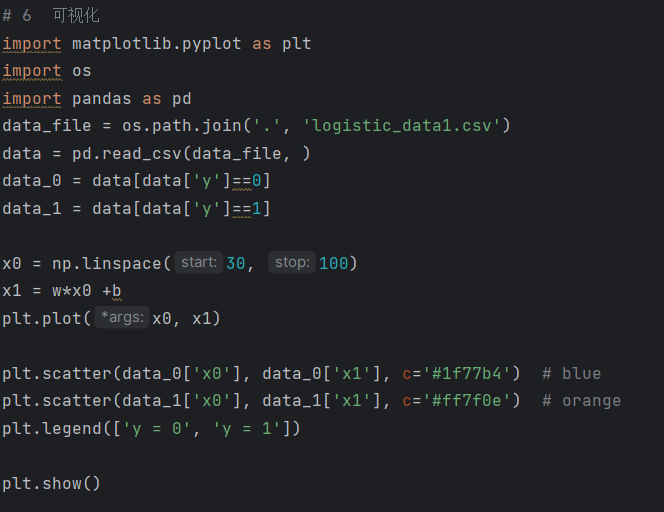 # 6  可视化
import matplotlib.pyplot as plt
import os
import pandas as pd
data_file = os.path.join('.', 'logistic_data1.csv')
data = pd.read_csv(data_file, )
data_0 = data[data['y']==0]
data_1 = data[data['y']==1]
x0 = np.linspace( start: 30, stop: 100)
x1 = w*x0 +b
plt.plot( *args: x0, x1)
plt.scatter(data_0['x0'], data_0['x1'], c='#1f77b4')  # blue
plt.scatter(data_1['x0'], data_1['x1'], c='#ff7f0e')  # orange
plt.legend(['y = 0', 'y = 1'])
plt.show()